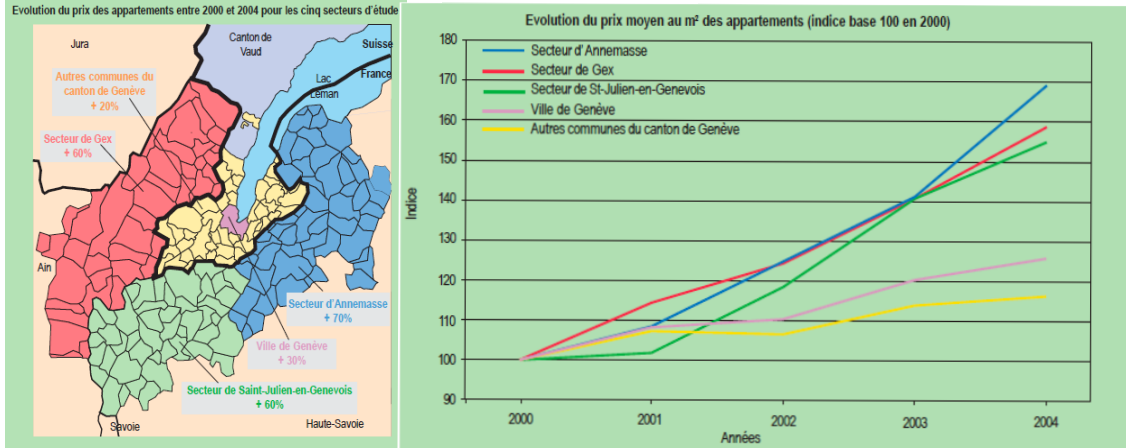 Evolution du prix des appartements entre 2000 et 2004 pour les cinq secteurs d'étude
Jura
Canton de
Vaud
Suisse
France
Lac
Léman
Autres communes du
canton de Genève
+ 20%
Secteur de Gex
+ 60%
Ain
Secteur d'Annemasse
+ 70%
Ville de Genève
+ 30%
Secteur de Saint-Julien-en-Genevois
+ 60%
Savoie
Haute-Savoie
Evolution du prix moyen au m² des appartements (indice base 100 en 2000)
Secteur d'Annemasse
Secteur de Gex
Secteur de St-Julien-en-Genevois
Ville de Genève
Autres communes du canton de Genève
Indice
180
170
160
150
140
130
120
110
100
90
2000
2001
2002
2003
2004
Années